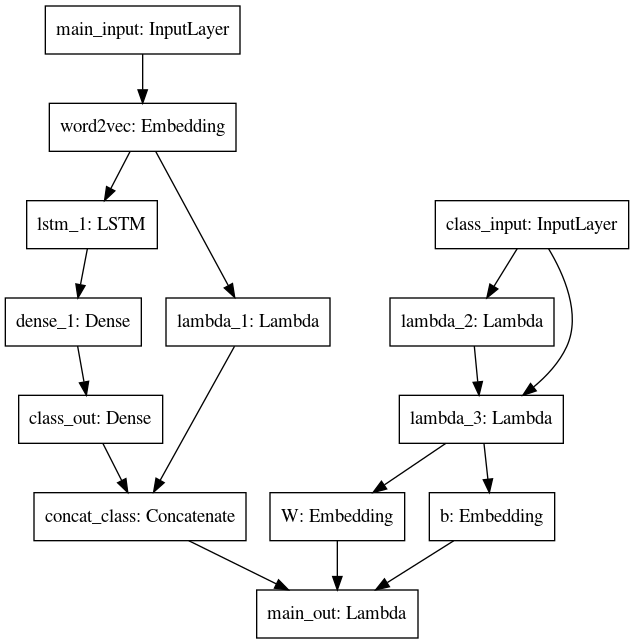 main_input: InputLayer
word2vec: Embedding
lstm_1: LSTM
class_input: InputLayer
dense_1: Dense
lambda_1: Lambda
lambda_2: Lambda
class_out: Dense
lambda_3: Lambda
concat_class: Concatenate
W: Embedding
b: Embedding
main_out: Lambda